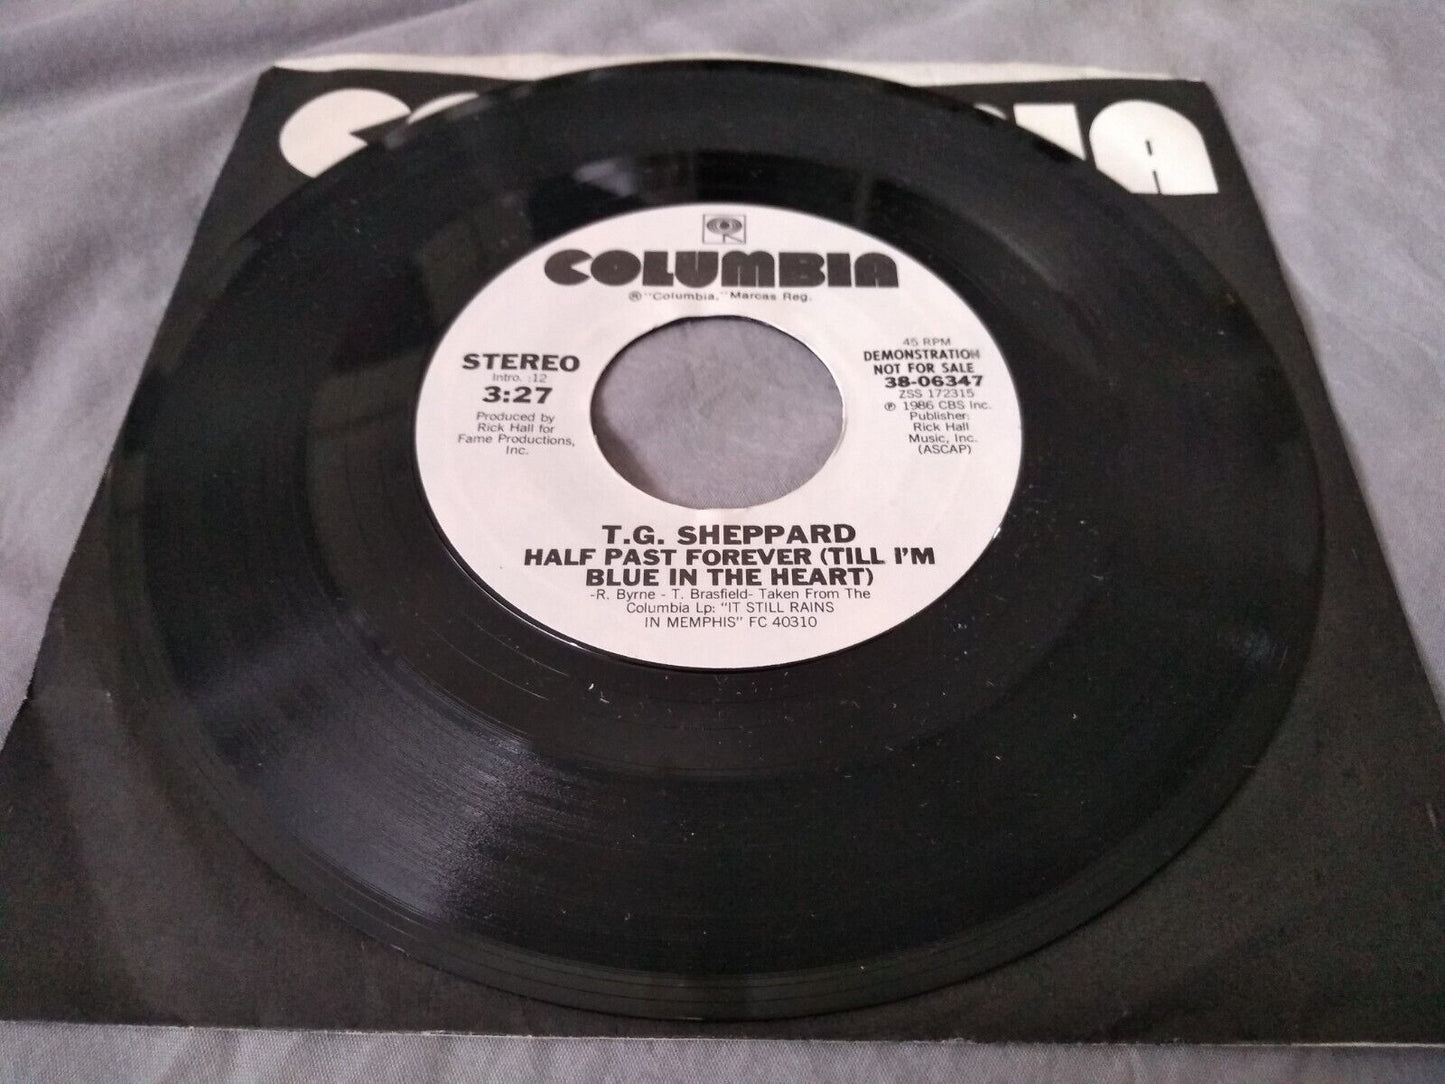 COLUMBIA
® "Columbia," Marcas Reg.
STEREO
Intro. :12
3:27
Produced by
Rick Hall for
Fame Productions,
Inc.
45 RPM
DEMONSTRATION
NOT FOR SALE
38-06347
ZSS 172315
℗ 1986 CBS Inc.
Publisher:
Rick Hall
Music, Inc.
(ASCAP)
T.G. SHEPPARD
HALF PAST FOREVER (TILL I'M
BLUE IN THE HEART)
-R. Byrne - T. Brasfield- Taken From The
Columbia Lp: "IT STILL RAINS
IN MEMPHIS" FC 40310